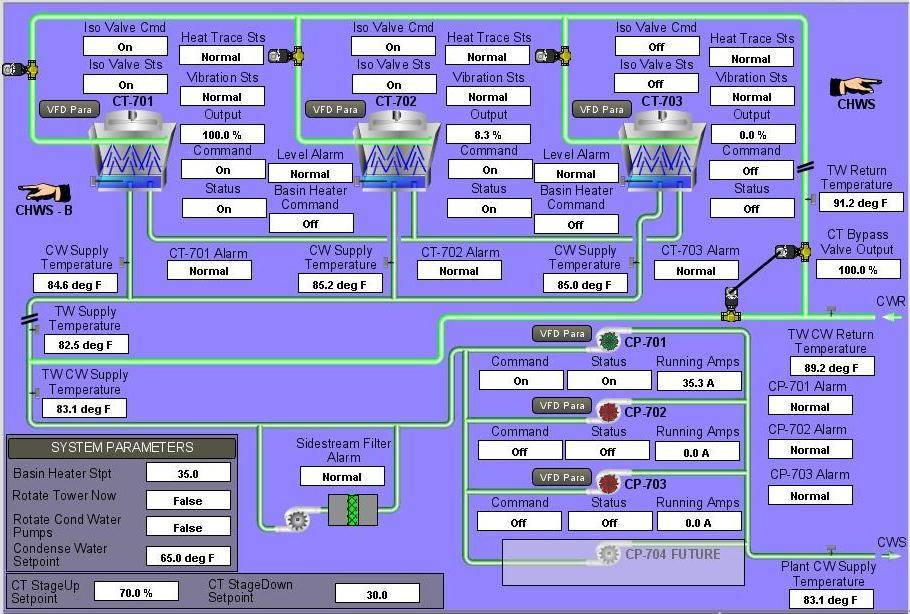 Iso Valve Cmd
On
Iso Valve Sts
On
CT-701
VFD Para
Heat Trace Sts
Normal
Vibration Sts
Normal
Output
100.0 %
Command
On
Status
On
Iso Valve Cmd
On
Iso Valve Sts
On
CT-702
VFD Para
Level Alarm
Normal
Basin Heater
Command
Off
Heat Trace Sts
Normal
Vibration Sts
Normal
Output
8.3 %
Command
On
Status
On
Iso Valve Cmd
Off
Iso Valve Sts
Off
CT-703
VFD Para
Level Alarm
Normal
Basin Heater
Command
Off
Heat Trace Sts
Normal
Vibration Sts
Normal
Output
0.0 %
Command
Off
Status
Off
CHWS
CHWS - B
TW Return
Temperature
91.2 deg F
CT Bypass
Valve Output
100.0 %
CW Supply
Temperature
84.6 deg F
CT-701 Alarm
Normal
CW Supply
Temperature
85.2 deg F
CT-702 Alarm
Normal
CW Supply
Temperature
85.0 deg F
CT-703 Alarm
Normal
CWR
TW Supply
Temperature
82.5 deg F
TW CW Supply
Temperature
83.1 deg F
TW CW Return
Temperature
89.2 deg F
VFD Para
CP-701
Command
On
Status
On
Running Amps
35.3 A
VFD Para
CP-702
Command
Off
Status
Off
Running Amps
0.0 A
VFD Para
CP-703
Command
Off
Status
Off
Running Amps
0.0 A
CP-704 FUTURE
CP-701 Alarm
Normal
CP-702 Alarm
Normal
CP-703 Alarm
Normal
CWS
Plant CW Supply
Temperature
83.1 deg F
Sidestream Filter
Alarm
Normal
SYSTEM PARAMETERS
Basin Heater Stpt
35.0
Rotate Tower Now
False
Rotate Cond Water
Pumps
False
Condense Water
Setpoint
65.0 deg F
CT StageUp
Setpoint
70.0 %
CT StageDown
Setpoint
30.0